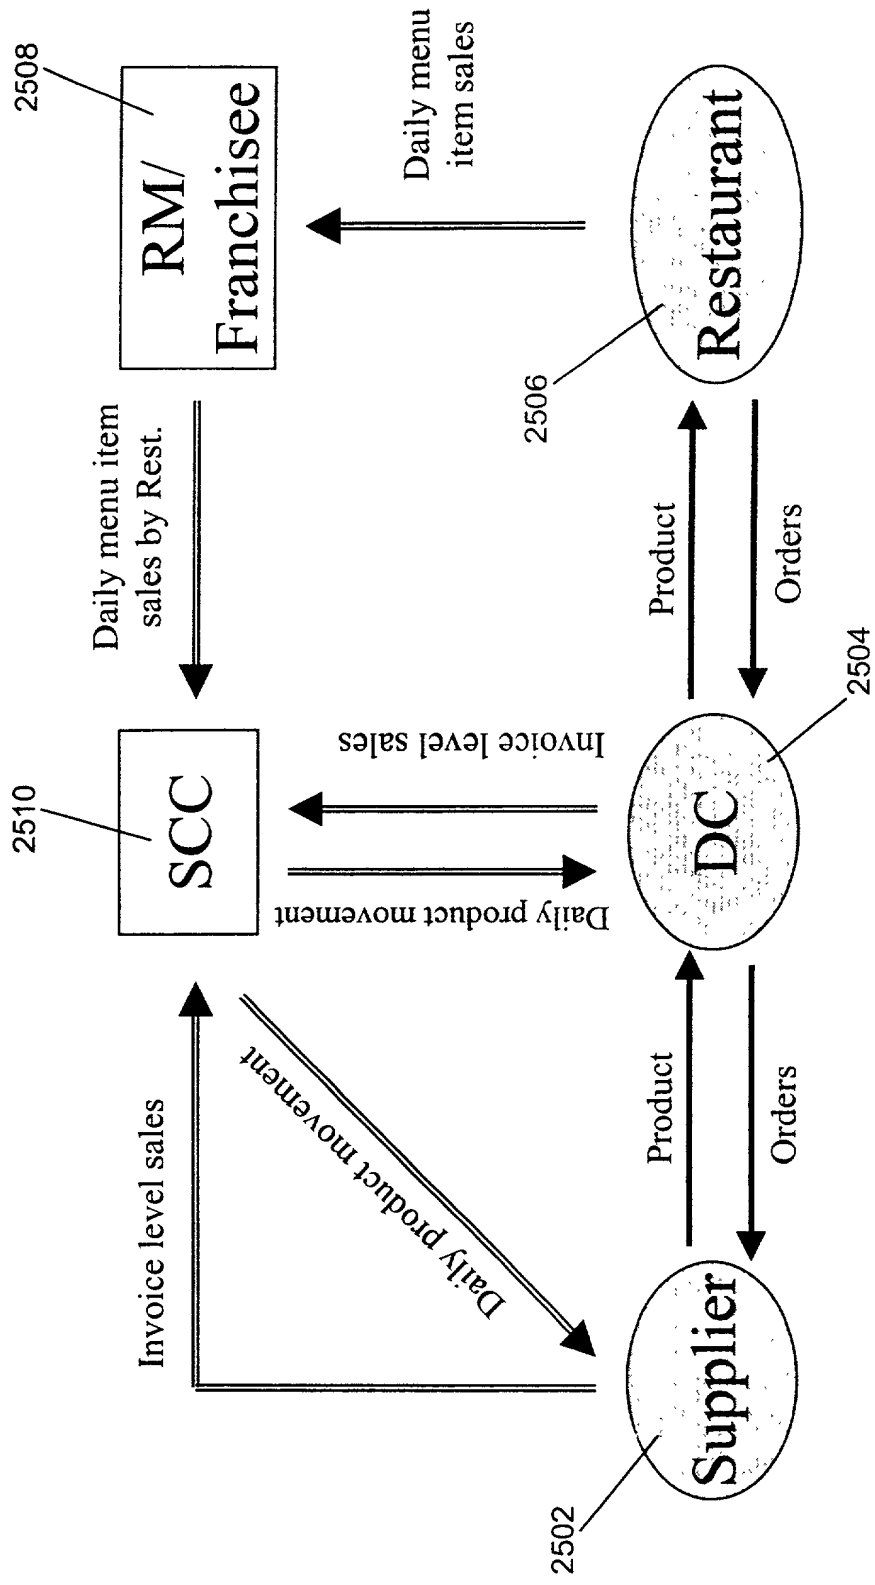 2510
2508
SCC
RM/
Franchisee
Invoice level sales
Daily menu item
sales by Rest.
Daily product movement
Daily product movement
Invoice level sales
Daily menu
item sales
2502
Supplier
Product
Orders
DC
2504
Product
Orders
2506
Restaurant